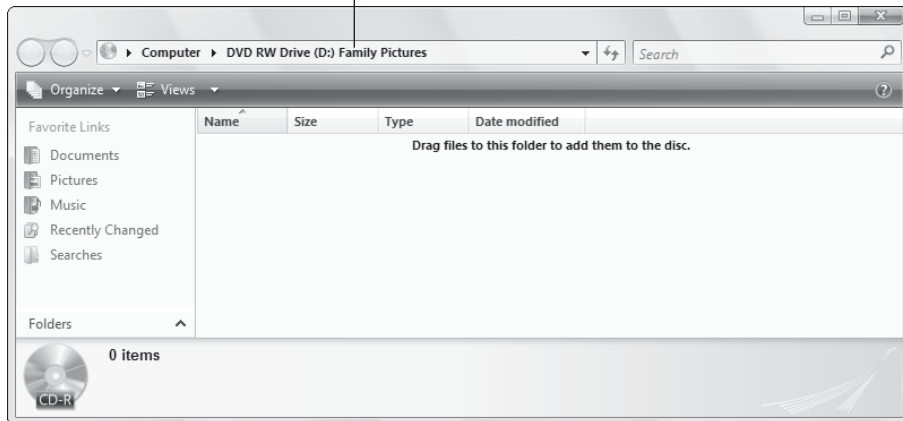 Computer ▸ DVD RW Drive (D:) Family Pictures
Search
Organize Views
Favorite Links
Name Size Type Date modified
Drag files to this folder to add them to the disc.
Documents
Pictures
Music
Recently Changed
Searches
Folders
0 items
CD-R